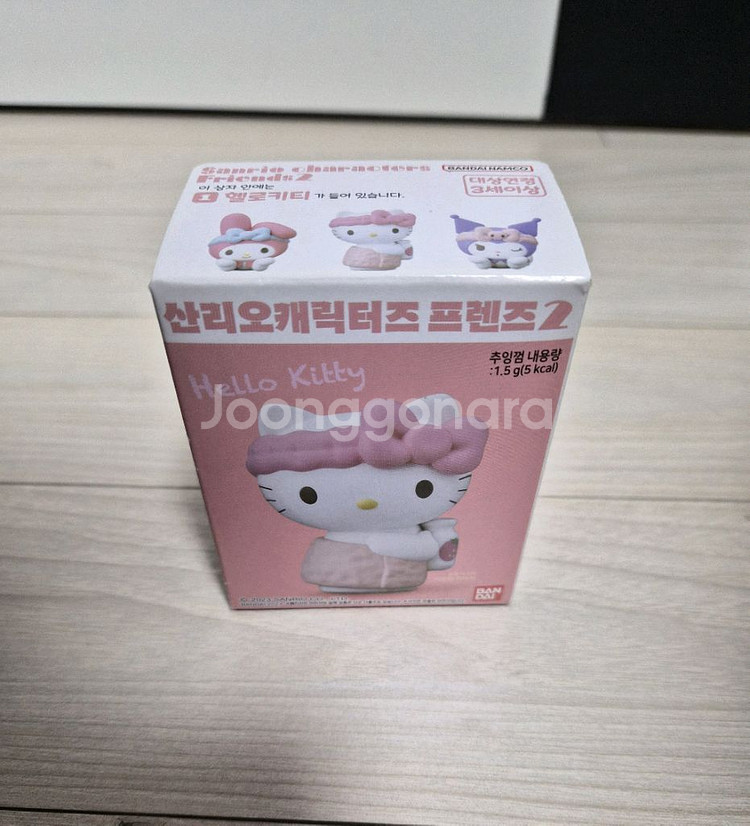 Sanrio characters
Friends 2
BANDAI NAMCO
이 상자 안에는
1 헬로키티 가 들어 있습니다.
대상연령
3세이상
산리오캐릭터즈 프렌즈2
추잉껌 내용량
:1.5 g(5 kcal)
Hello Kitty
Joonggonara
BAN
DAI